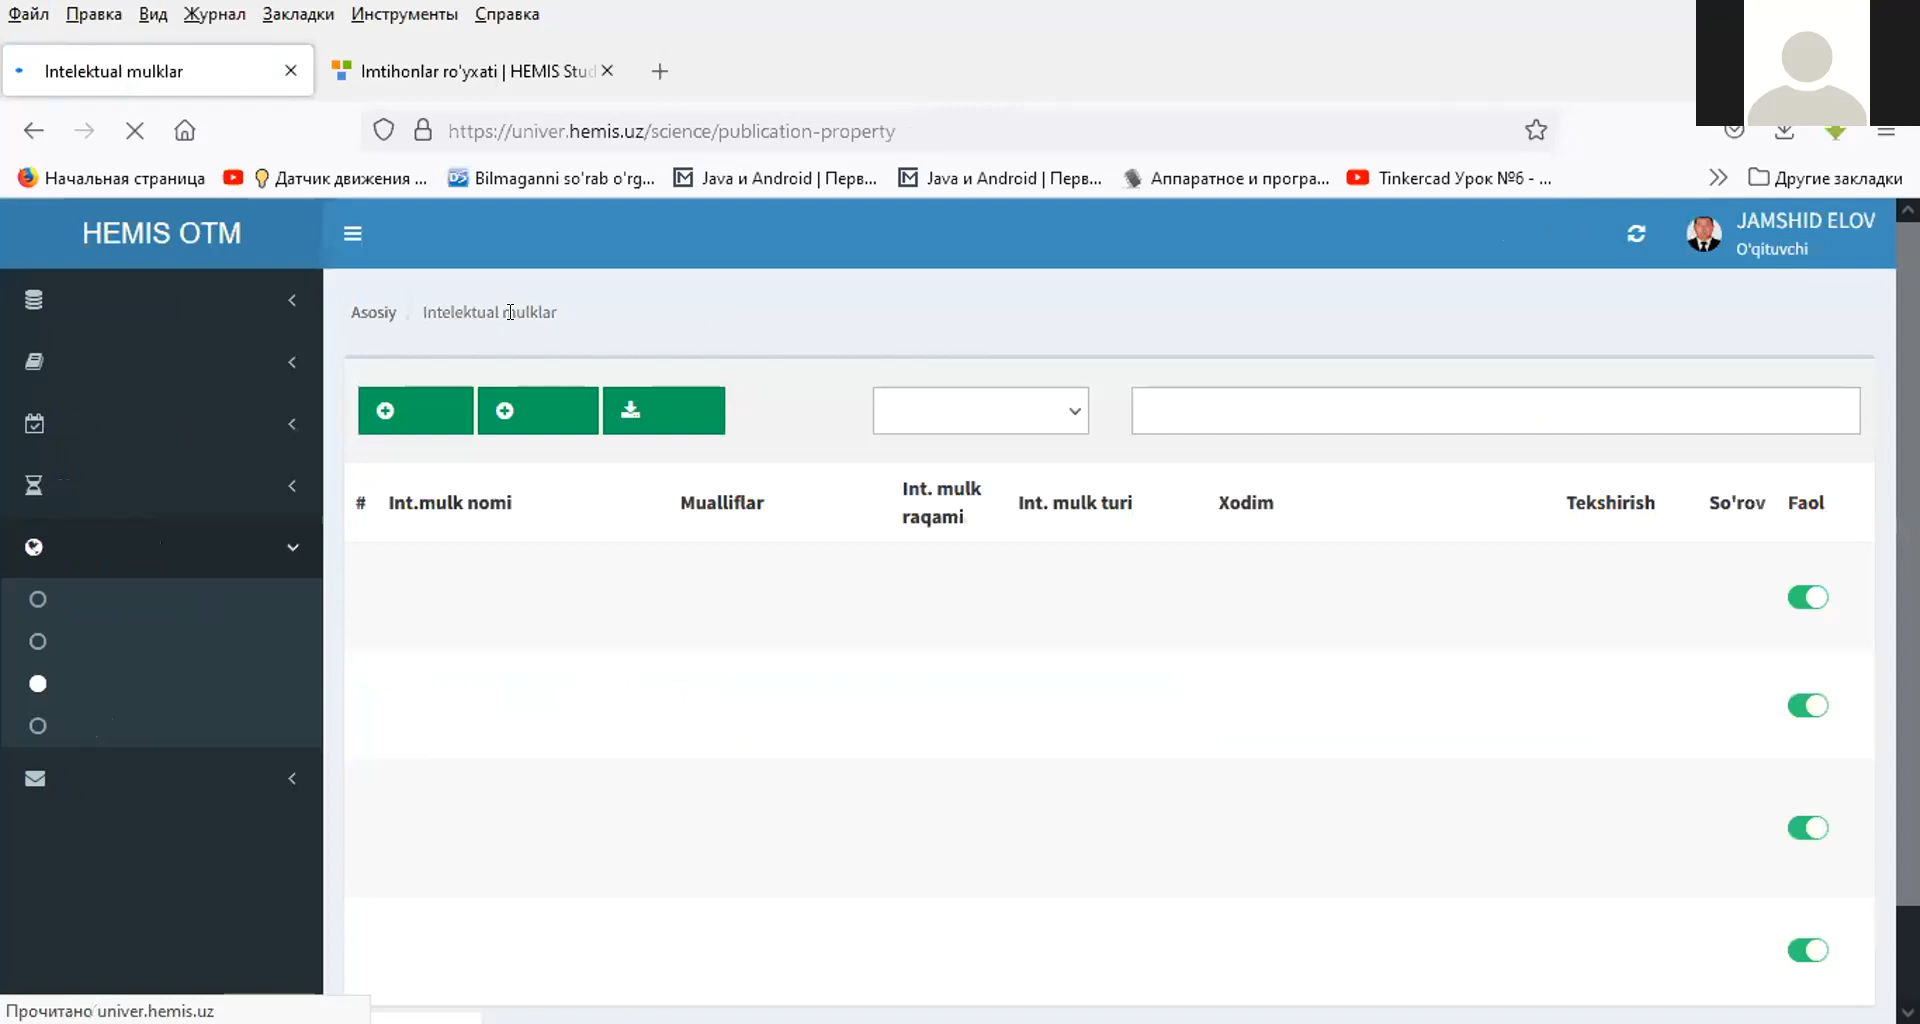 Файл Правка Вид Журнал Закладки Инструменты Справка
Intelektual mulklar
Imtihonlar ro'yxati | HEMIS Stud
https://univer.hemis.uz/science/publication-property
Начальная страница
Датчик движения ...
Bilmaganni so'rab o'rg...
Java и Android | Перв...
Java и Android | Перв...
Аппаратное и програ...
Tinkercad Урок №6 - ...
Другие закладки
HEMIS OTM
JAMSHID ELOV
O'qituvchi
Asosiy / Intelektual mulklar
# Int.mulk nomi Mualliflar Int. mulk raqami Int. mulk turi Xodim Tekshirish So'rov Faol
Прочитано univer.hemis.uz